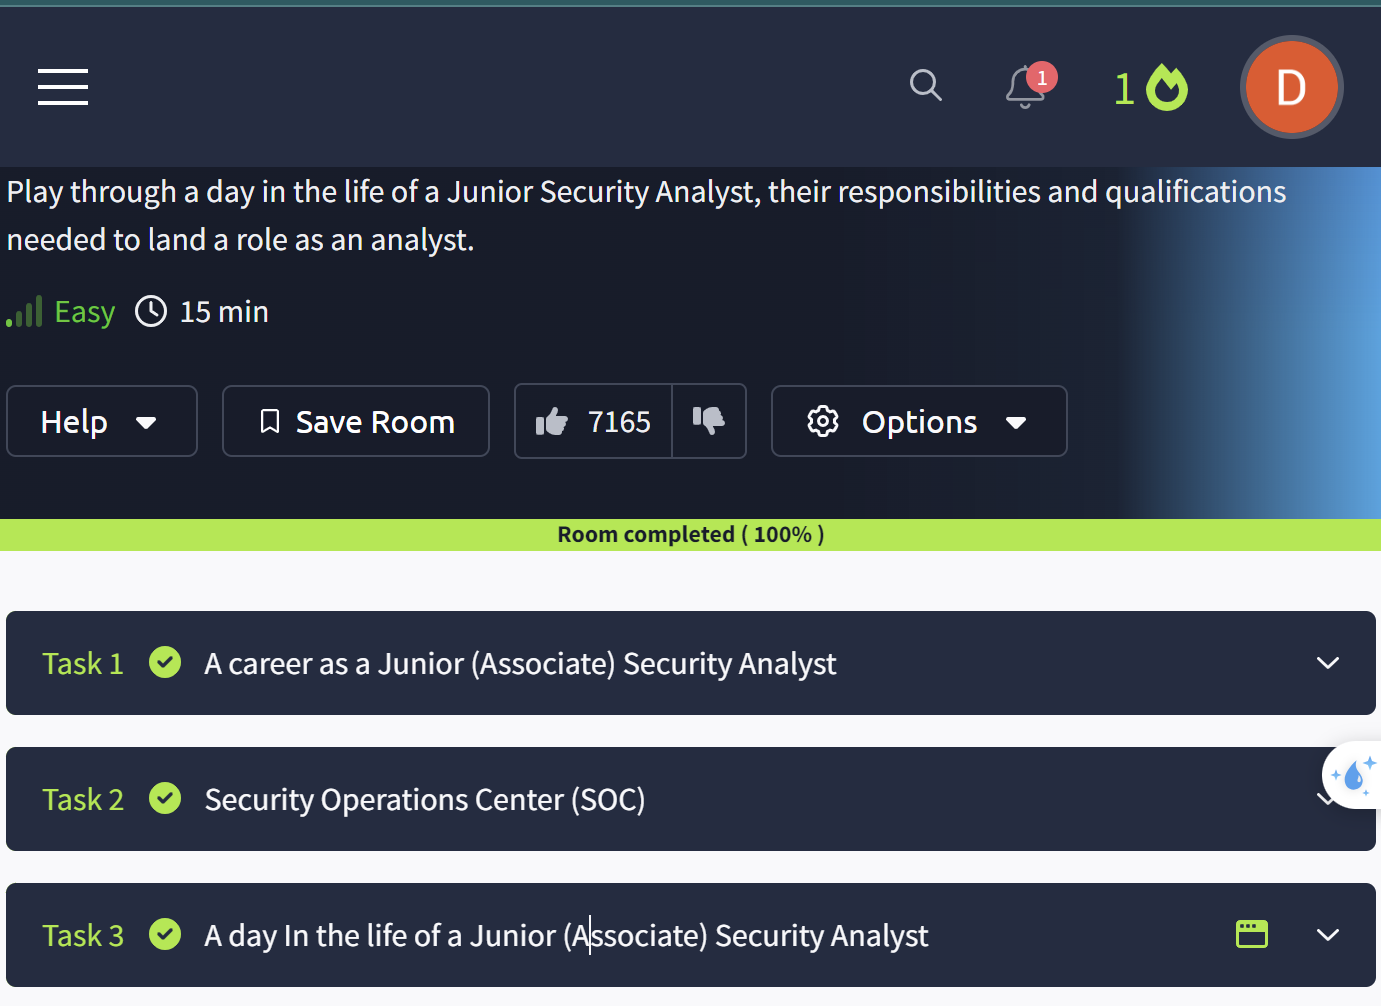 1
1
D
Play through a day in the life of a Junior Security Analyst, their responsibilities and qualifications
needed to land a role as an analyst.
Easy 15 min
Help Save Room 7165 Options
Room completed ( 100% )
Task 1 A career as a Junior (Associate) Security Analyst
Task 2 Security Operations Center (SOC)
Task 3 A day In the life of a Junior (Associate) Security Analyst